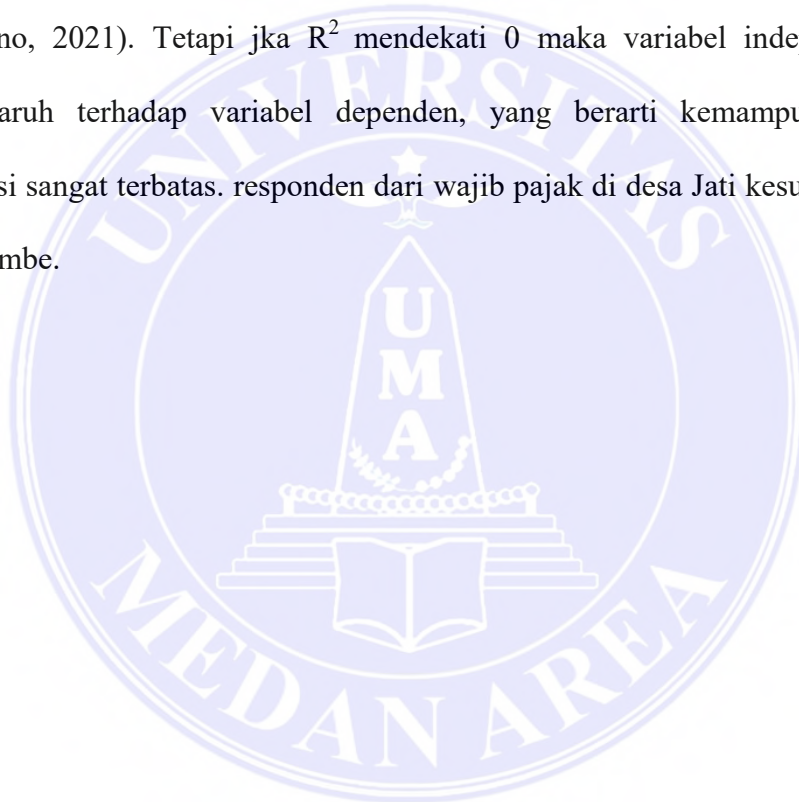 no, 2021). Tetapi jka R² mendekati 0 maka variabel inde
aruh terhadap variabel dependen, yang berarti kemampu
si sangat terbatas. responden dari wajib pajak di desa Jati kesu
mbe.
UNIVERSITAS
UMA
MEDAN AREA